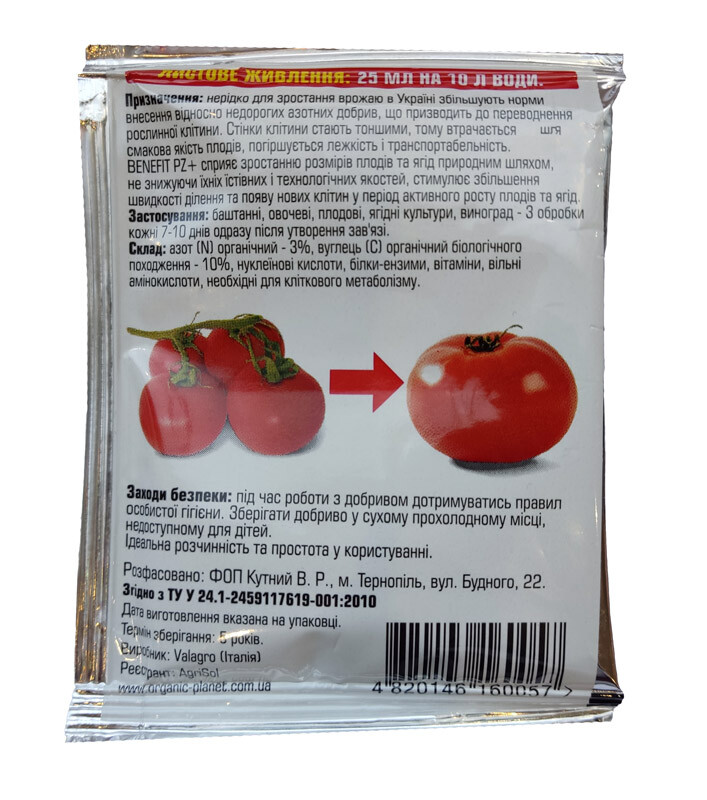 ЛИСТОВЕ ЖИВЛЕННЯ: 25 МЛ НА 10 Л ВОДИ.
Призначення: нерідко для зростання врожаю в Україні збільшують норми
внесення відносно недорогих азотних добрив, що призводить до переводнення
рослинної клітини. Стінки клітини стають тоншими, тому втрачається шля
смакова якість плодів, погіршується лежкість і транспортабельність.
BENEFIT PZ+ сприяє зростанню розмірів плодів та ягід природним шляхом,
не знижуючи їхніх їстівних і технологічних якостей, стимулює збільшення
швидкості ділення та появу нових клітин у період активного росту плодів та ягід.
Застосування: баштанні, овочеві, плодові, ягідні культури, виноград - 3 обробки
кожні 7-10 днів одразу після утворення зав'язі.
Склад: азот (N) органічний - 3%, вуглець (С) органічний біологічного
походження - 10%, нуклеїнові кислоти, білки-ензими, вітаміни, вільні
амінокислоти, необхідні для кліткового метаболізму.
Заходи безпеки: під час роботи з добривом дотримуватись правил
особистої гігієни. Зберігати добриво у сухому прохолодному місці,
недоступному для дітей.
Ідеальна розчинність та простота у користуванні.
Розфасовано: ФОП Кутний В. Р., м. Тернопіль, вул. Будного, 22.
Згідно з ТУ У 24.1-2459117619-001:2010
Дата виготовлення вказана на упаковці.
Термін зберігання: 5 років.
Виробник: Valagro (Італія)
Реєстрант: AgriSol
www.organic-planet.com.ua
4 820146 160057 >